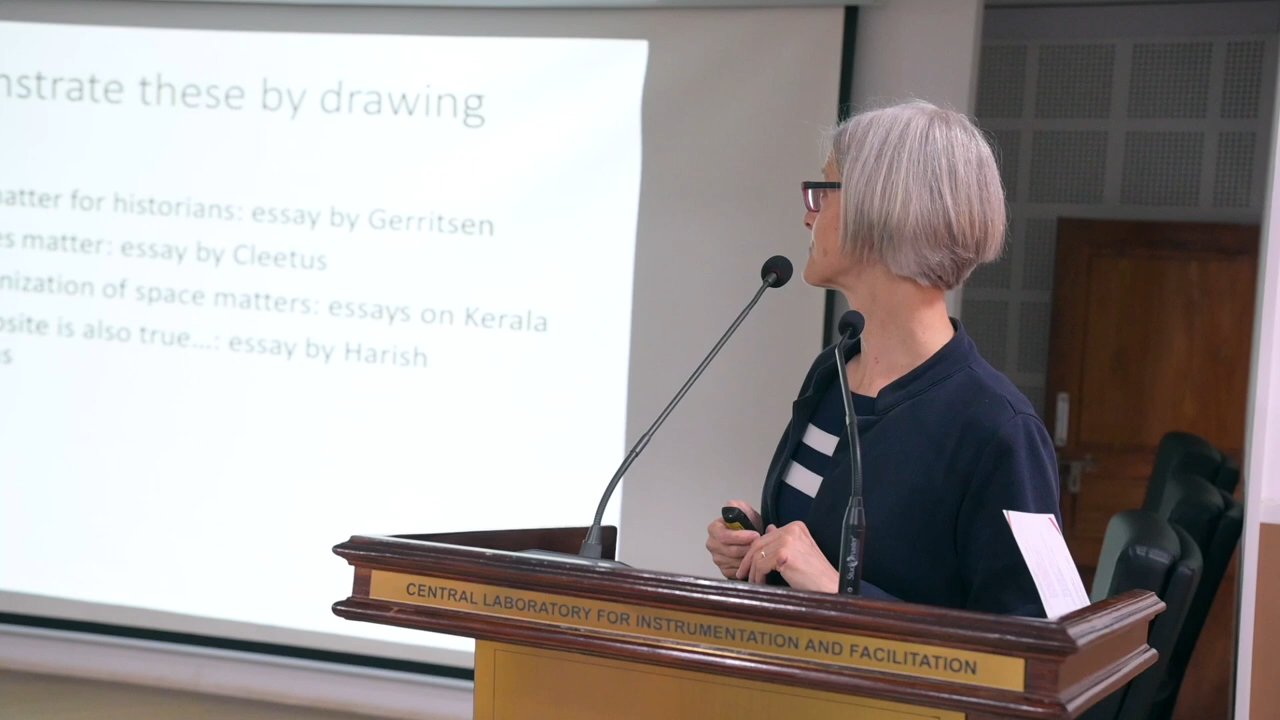 nstrate these by drawing
atter for historians: essay by Gerritsen
es matter: essay by Cleetus
nization of space matters: essays on Kerala
osite is also true...: essay by Harish
s
CENTRAL LABORATORY FOR INSTRUMENTATION AND FACILITATION